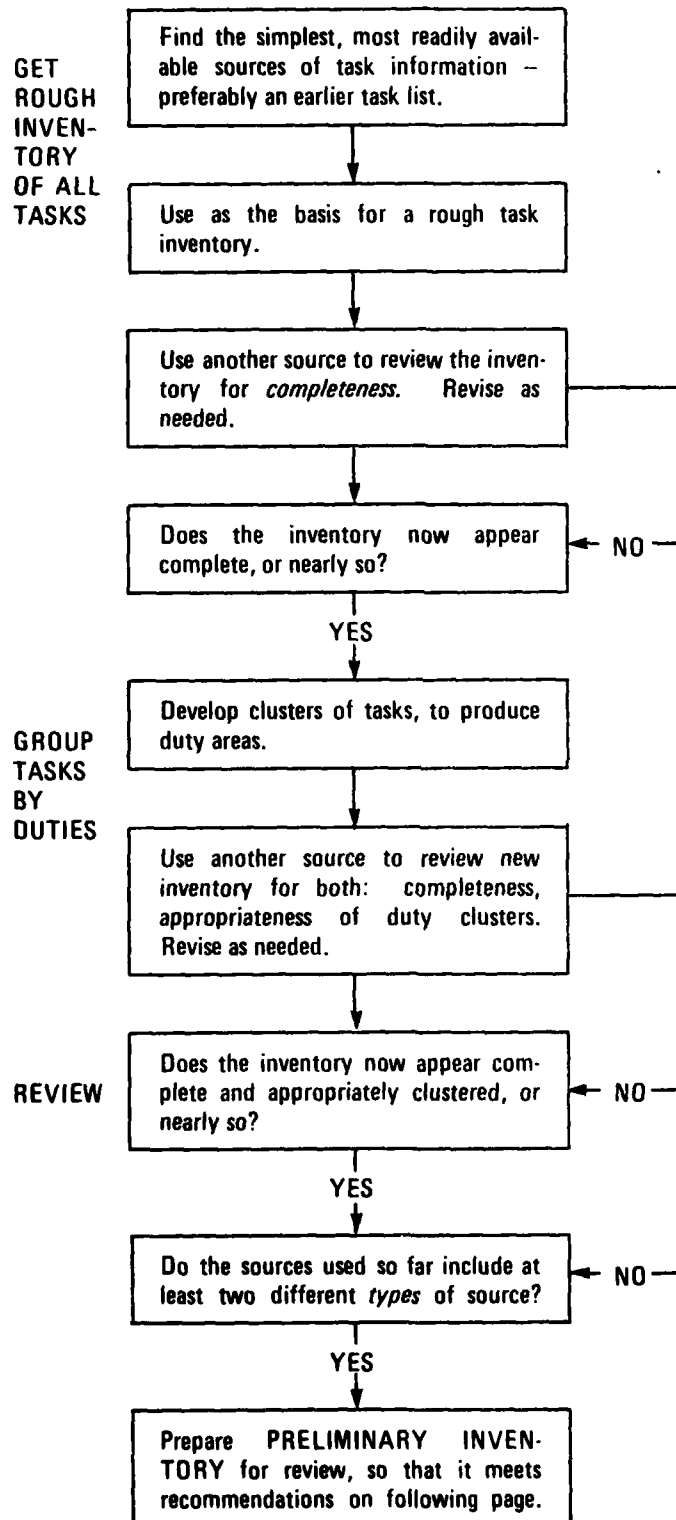 Find the simplest, most readily avail-
able sources of task information –
preferably an earlier task list.
GET
ROUGH
INVEN-
TORY
OF ALL
TASKS
Use as the basis for a rough task
inventory.
Use another source to review the inven-
tory for completeness. Revise as
needed.
Does the inventory now appear
complete, or nearly so?
NO
YES
Develop clusters of tasks, to produce
duty areas.
GROUP
TASKS
BY
DUTIES
Use another source to review new
inventory for both: completeness,
appropriateness of duty clusters.
Revise as needed.
REVIEW
Does the inventory now appear com-
plete and appropriately clustered, or
nearly so?
NO
YES
Do the sources used so far include at
least two different types of source?
NO
YES
Prepare PRELIMINARY INVEN-
TORY for review, so that it meets
recommendations on following page.